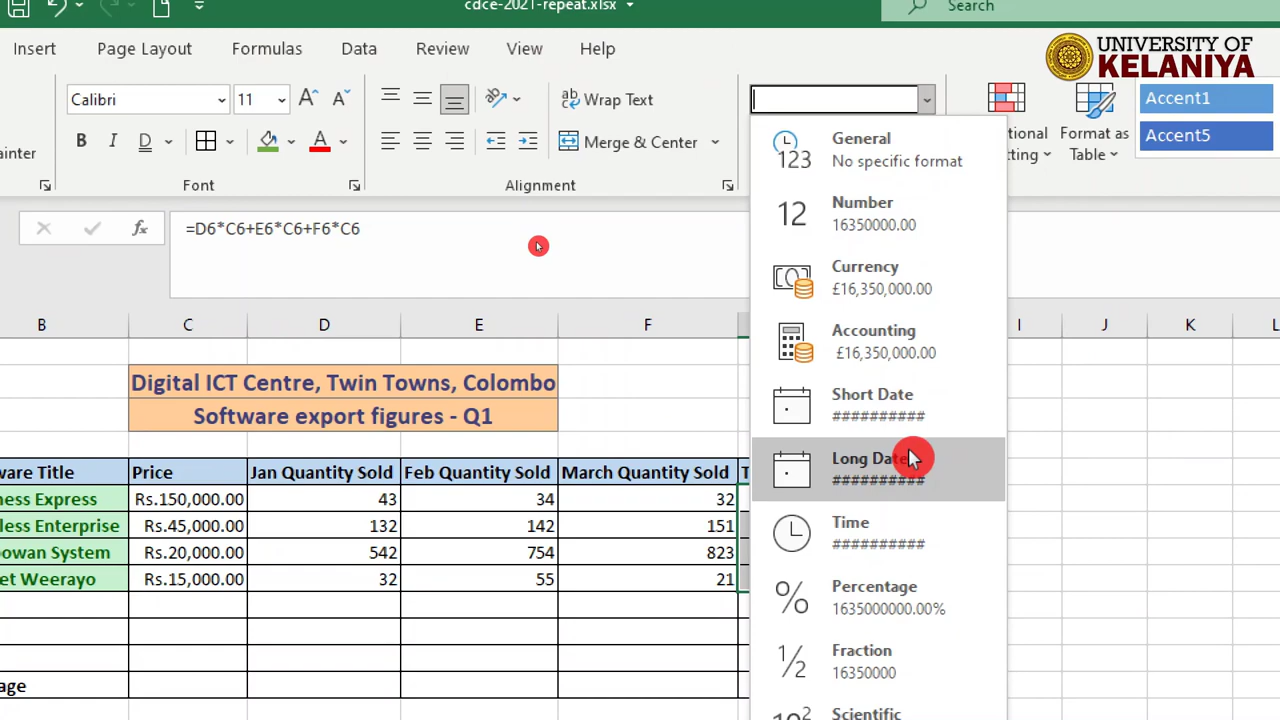 cdce-2021-repeat.xlsx
Search
Insert
Page Layout
Formulas
Data
Review
View
Help
UNIVERSITY OF
KELANIYA
Calibri
11
ab Wrap Text
Accent1
Accent5
ainter
B I D
A
Merge & Center
tional
tting
Format as
Table
Font
Alignment
General
123
No specific format
=D6*C6+E6*C6+F6*C6
12
Number
16350000.00
Currency
£16,350,000.00
Accounting
£16,350,000.00
Short Date
##########
Long Date
##########
Time
##########
Percentage
1635000000.00%
Fraction
16350000
Scientific
B C D E F I J K L
Digital ICT Centre, Twin Towns, Colombo
Software export figures - Q1
ware Title Price Jan Quantity Sold Feb Quantity Sold March Quantity Sold T
ness Express Rs.150,000.00 43 34 32
less Enterprise Rs.45,000.00 132 142 151
owan System Rs.20,000.00 542 754 823
et Weerayo Rs.15,000.00 32 55 21
age